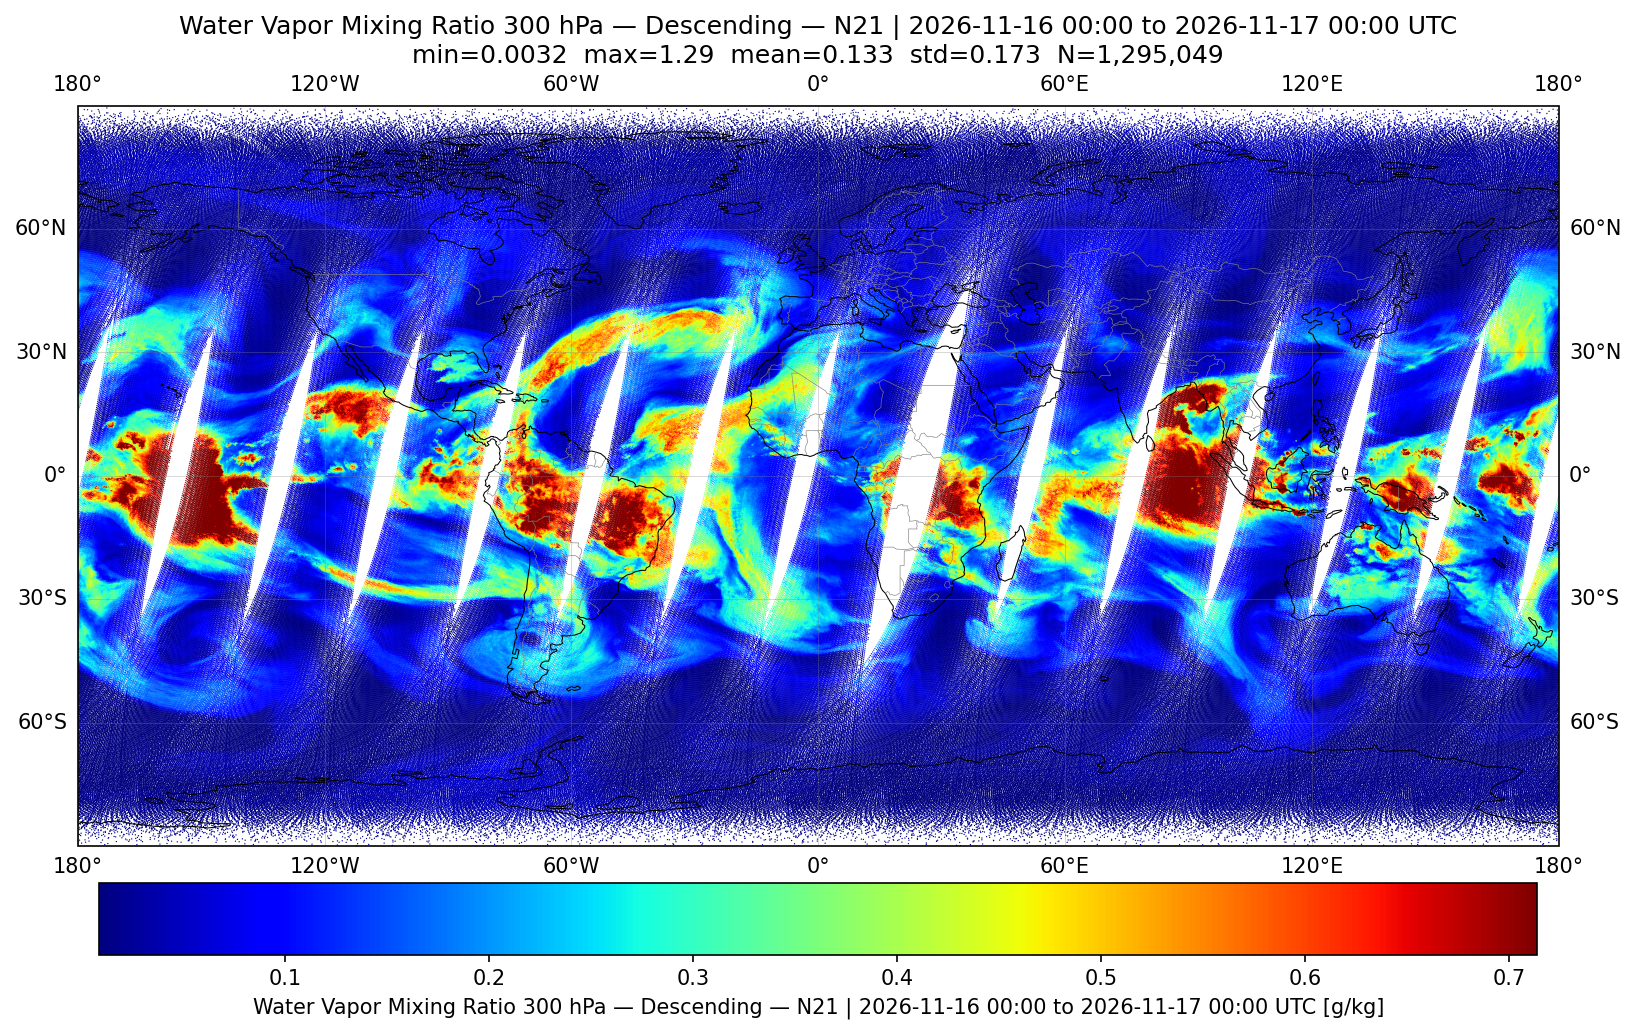 Water Vapor Mixing Ratio 300 hPa — Descending — N21 | 2026-11-16 00:00 to 2026-11-17 00:00 UTC
min=0.0032 max=1.29 mean=0.133 std=0.173 N=1,295,049
180° 120°W 60°W 0° 60°E 120°E 180°
60°N 60°N
30°N 30°N
0° 0°
30°S 30°S
60°S 60°S
180° 120°W 60°W 0° 60°E 120°E 180°
0.1 0.2 0.3 0.4 0.5 0.6 0.7
Water Vapor Mixing Ratio 300 hPa — Descending — N21 | 2026-11-16 00:00 to 2026-11-17 00:00 UTC [g/kg]